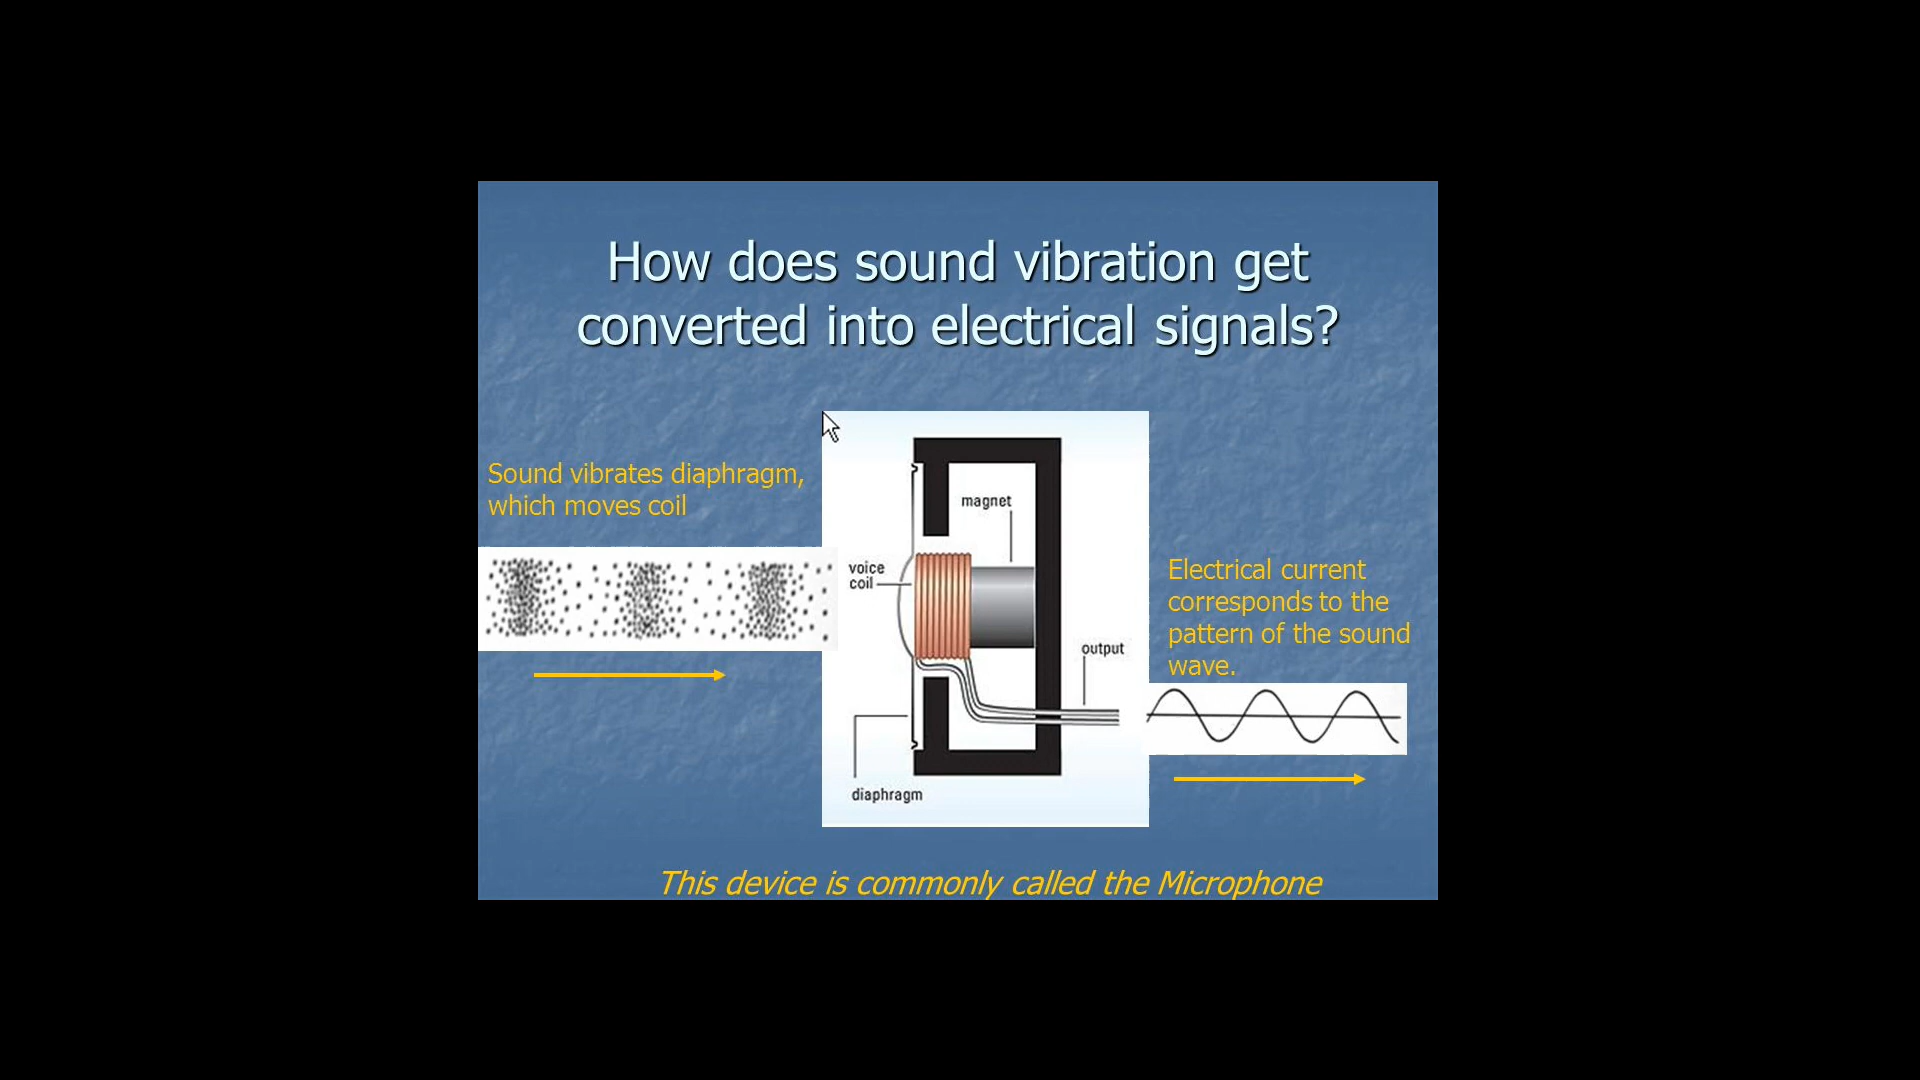 How does sound vibration get
converted into electrical signals?
Sound vibrates diaphragm,
which moves coil
magnet
voice
coil
output
diaphragm
Electrical current
corresponds to the
pattern of the sound
wave.
This device is commonly called the Microphone